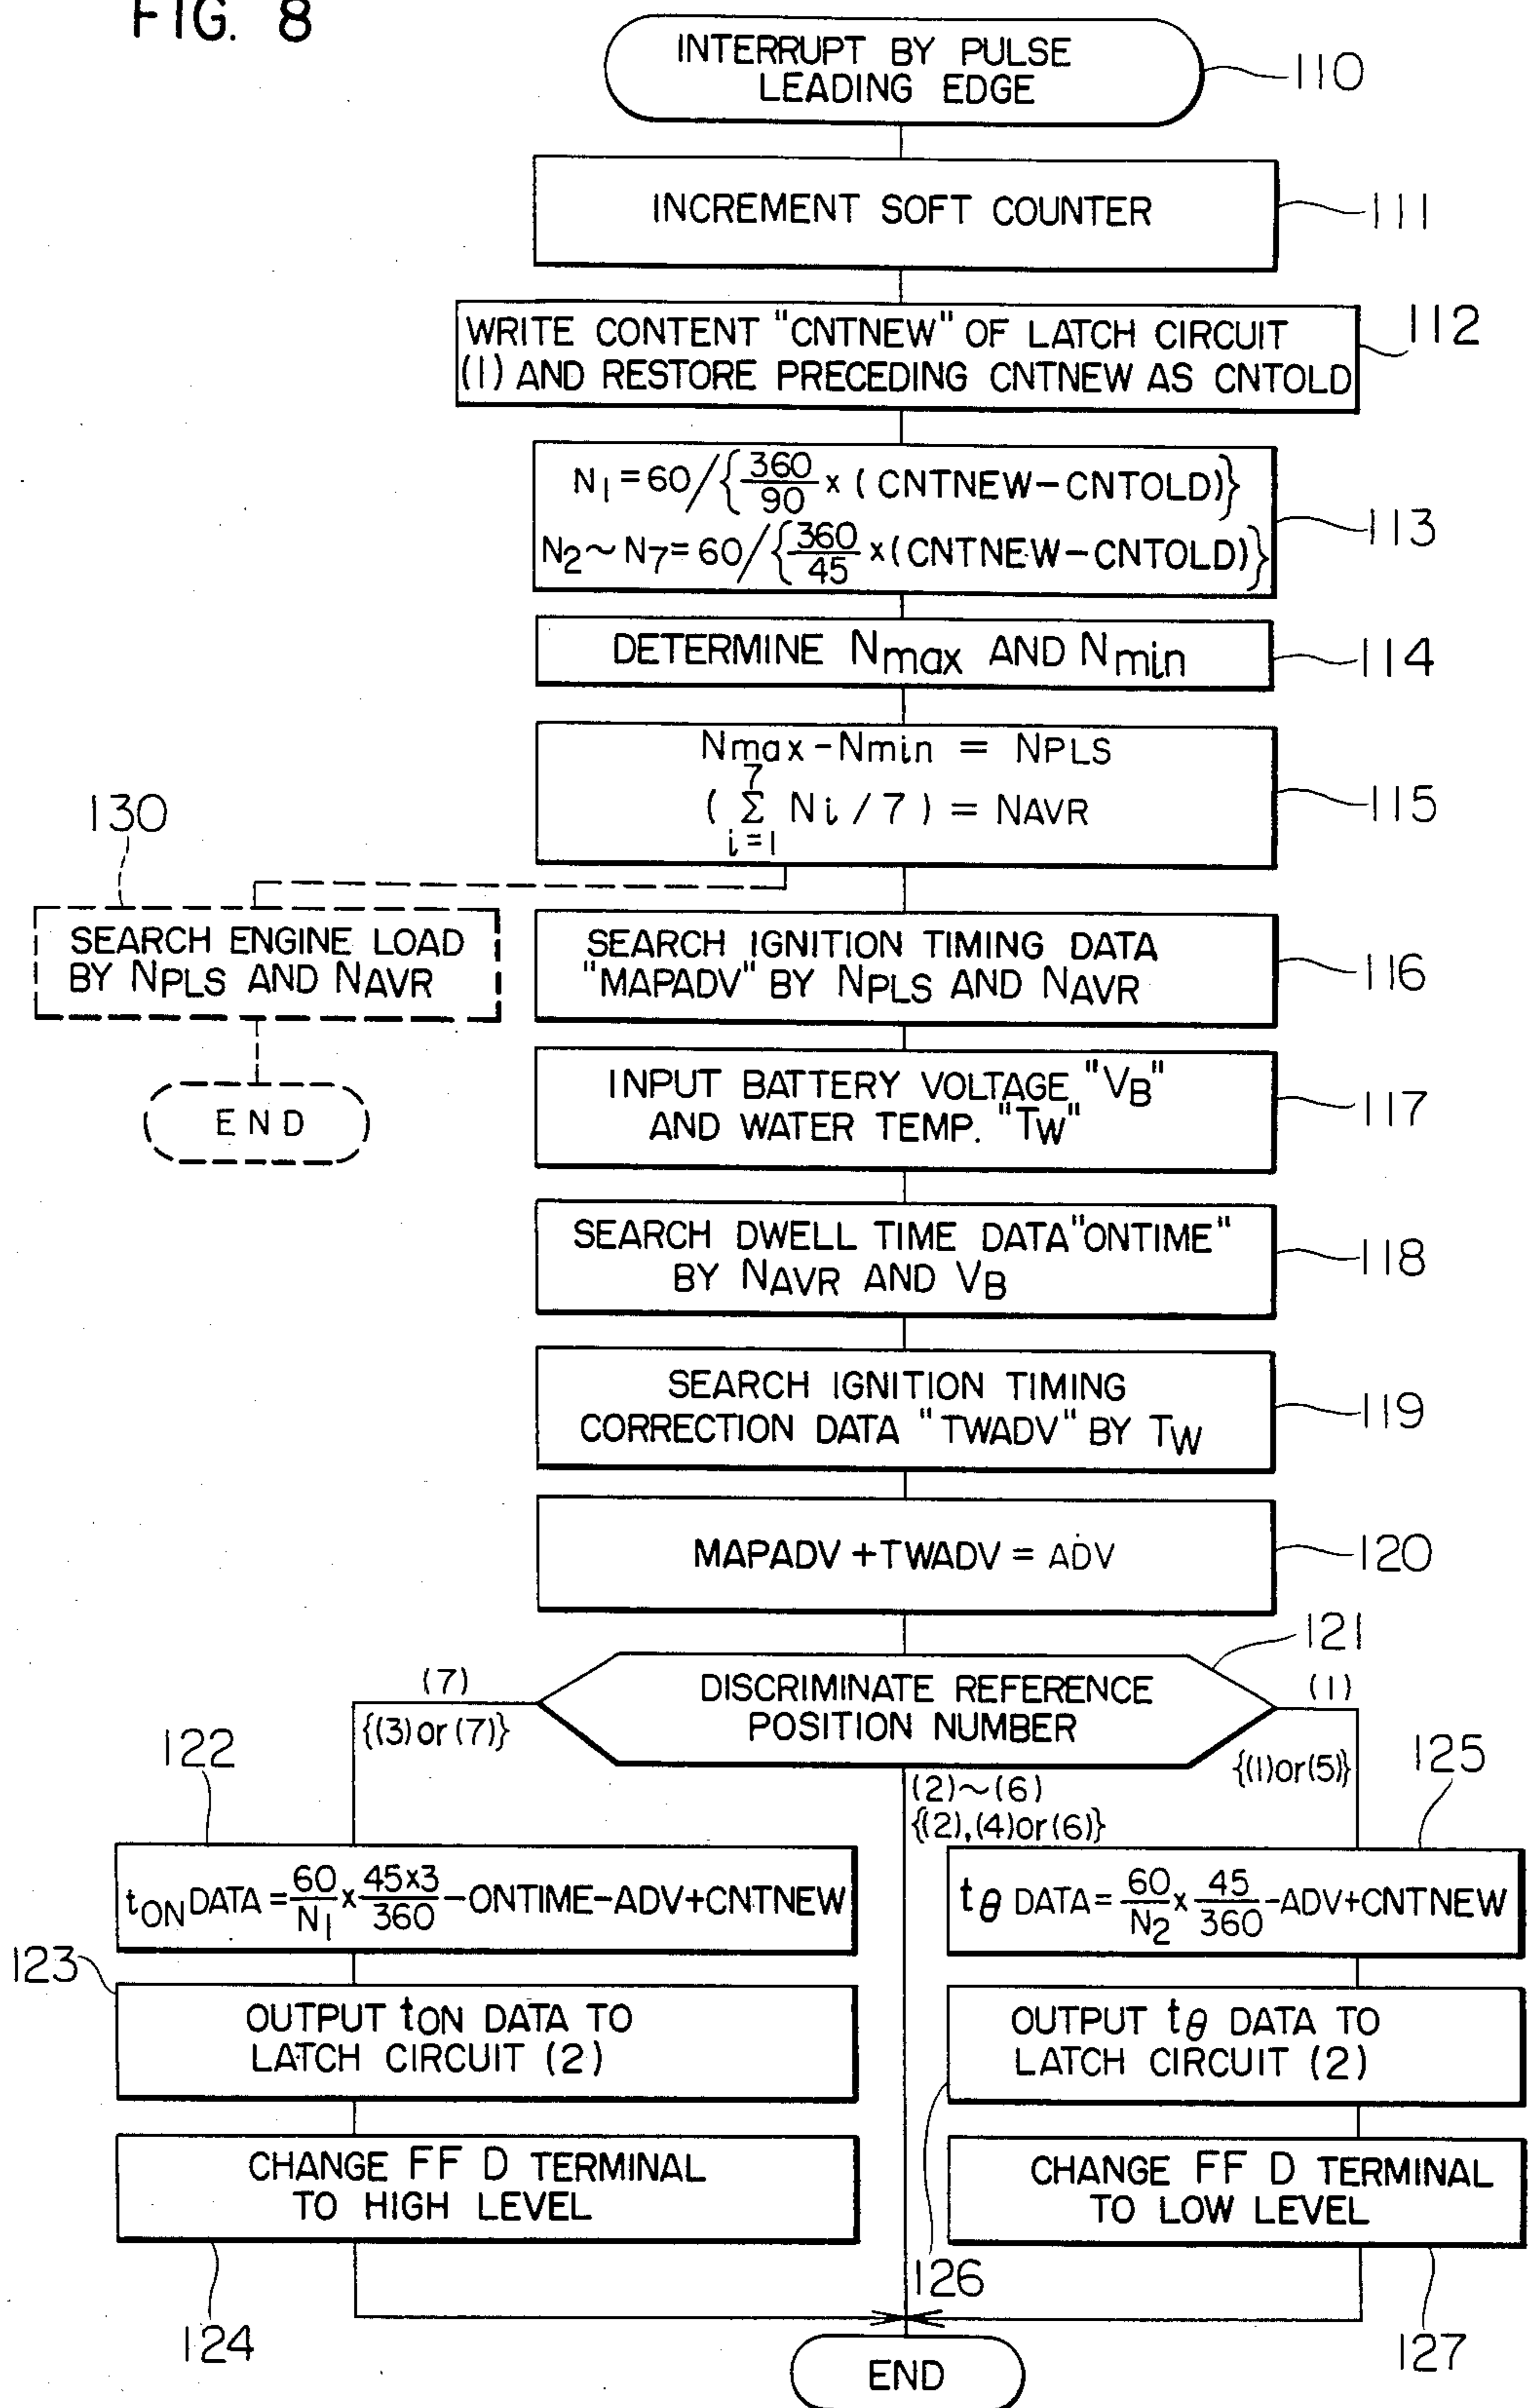 FIG. 8
INTERRUPT BY PULSE
LEADING EDGE
110
INCREMENT SOFT COUNTER
111
WRITE CONTENT "CNTNEW" OF LATCH CIRCUIT
(1) AND RESTORE PRECEDING CNTNEW AS CNTOLD
112
N1 = 60/{360/90 x (CNTNEW-CNTOLD)}
N2~N7=60/{360/45 x(CNTNEW-CNTOLD)}
113
DETERMINE Nmax AND Nmin
114
Nmax-Nmin = NPLS
(7Σi=1 Ni/7) = NAVR
115
130
SEARCH ENGINE LOAD
BY NPLS AND NAVR
END
SEARCH IGNITION TIMING DATA
"MAPADV" BY NPLS AND NAVR
116
INPUT BATTERY VOLTAGE "VB"
AND WATER TEMP. "TW"
117
SEARCH DWELL TIME DATA "ONTIME"
BY NAVR AND VB
118
SEARCH IGNITION TIMING
CORRECTION DATA "TWADV" BY TW
119
MAPADV+TWADV = ADV
120
121
DISCRIMINATE REFERENCE
POSITION NUMBER
(7)
{(3)or(7)}
(1)
{(1)or(5)}
(2)~(6)
{(2),(4)or(6)}
122
tON DATA = 60/N1 x 45x3/360 -ONTIME-ADV+CNTNEW
123
OUTPUT tON DATA TO
LATCH CIRCUIT (2)
CHANGE FF D TERMINAL
TO HIGH LEVEL
124
125
tθ DATA = 60/N2 x 45/360 -ADV+CNTNEW
OUTPUT tθ DATA TO
LATCH CIRCUIT (2)
126
CHANGE FF D TERMINAL
TO LOW LEVEL
127
END